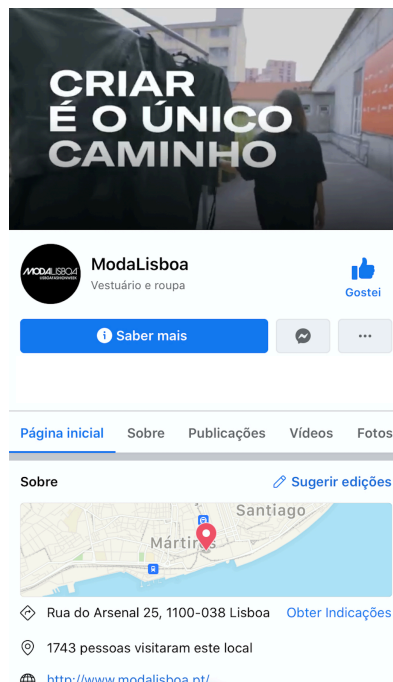 CRIAR
É O ÚNICO
CAMINHO
MODALISBOA
LISBOAFASHIONWEEK
ModaLisboa
Vestuário e roupa
Gostei
Saber mais
Página inicial Sobre Publicações Vídeos Fotos
Sobre Sugerir edições
Santiago
Mártires
Rua do Arsenal 25, 1100-038 Lisboa Obter Indicações
1743 pessoas visitaram este local
http://www.modalisboa.pt/